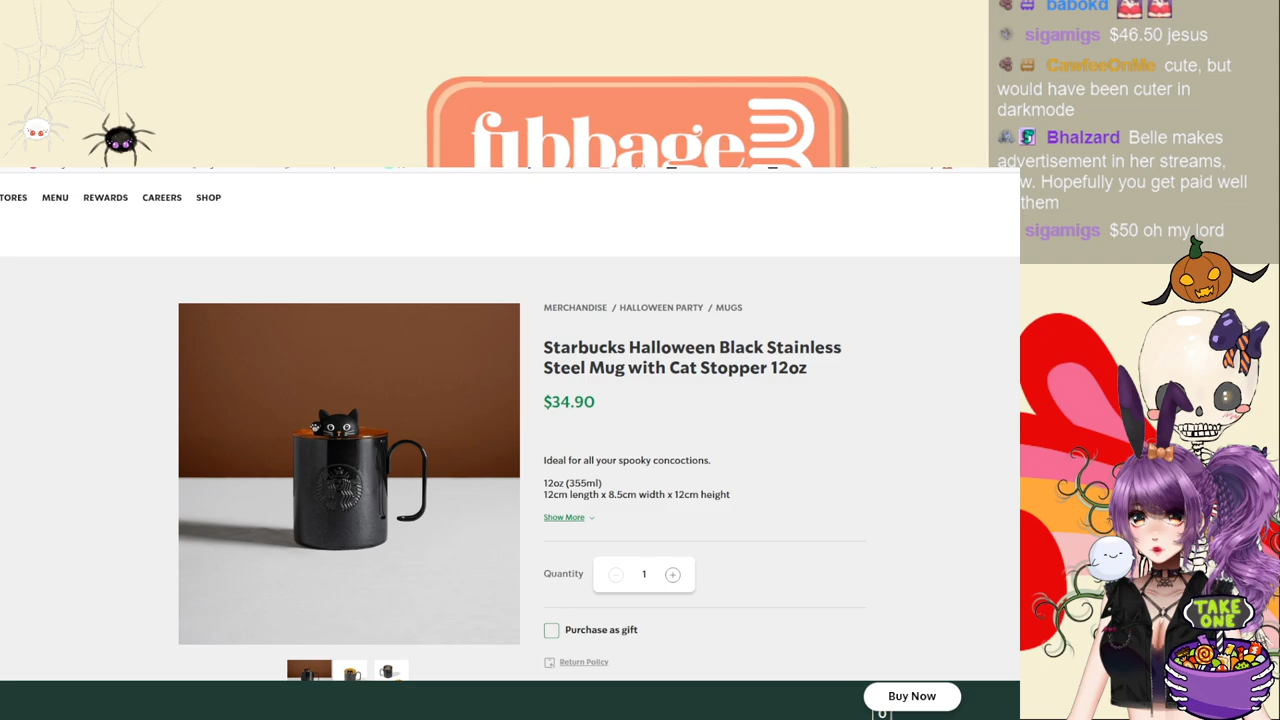 fibbage 3
babokd
sigamigs $46.50 jesus
CawfeeOnMe cute, but
would have been cuter in
darkmode
Bhalzard Belle makes
advertisement in her streams,
w. Hopefully you get paid well
them
sigamigs $50 oh my lord
TORES MENU REWARDS CAREERS SHOP
MERCHANDISE / HALLOWEEN PARTY / MUGS
Starbucks Halloween Black Stainless
Steel Mug with Cat Stopper 12oz
$34.90
Ideal for all your spooky concoctions.
12oz (355ml)
12cm length x 8.5cm width x 12cm height
Show More
Quantity 1
Purchase as gift
Return Policy
Buy Now
TAKE
ONE